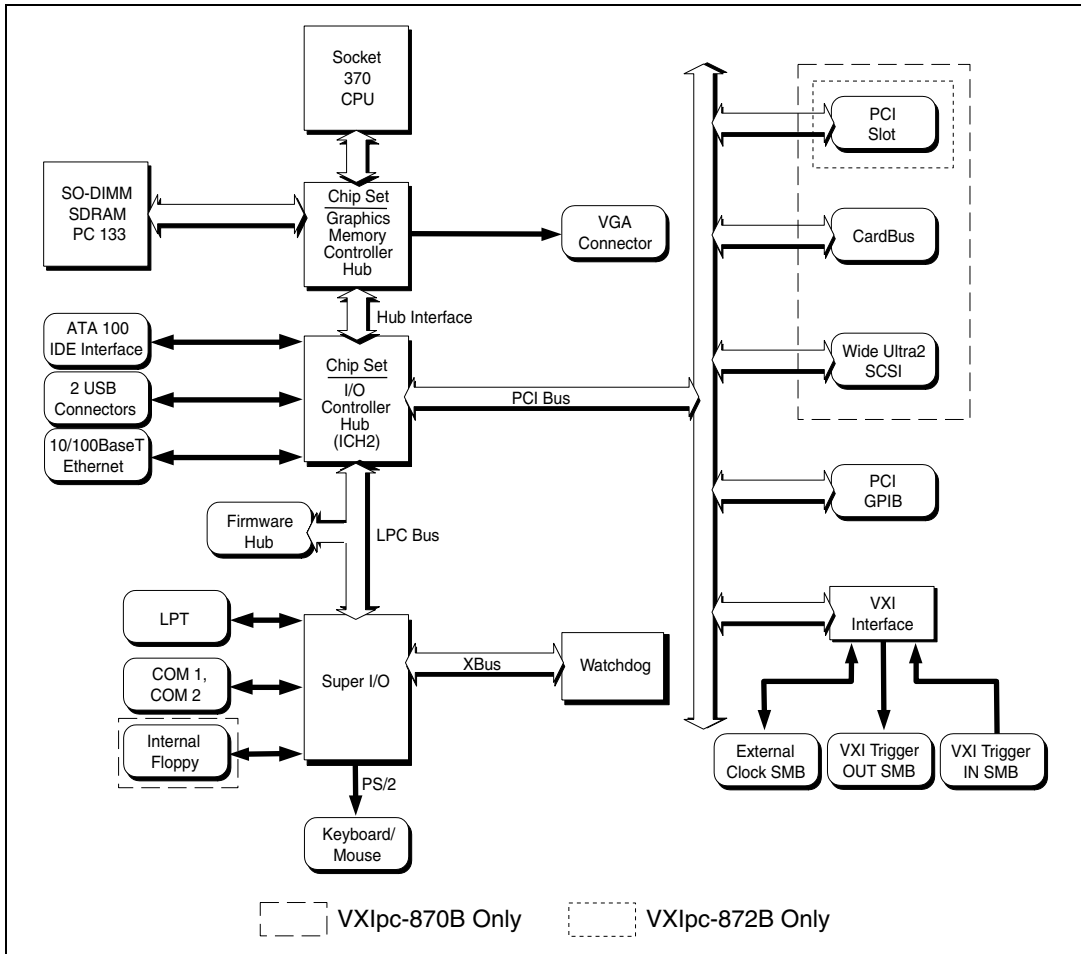 Socket
370
CPU
SO-DIMM
SDRAM
PC 133
Chip Set
Graphics
Memory
Controller
Hub
VGA
Connector
Hub Interface
ATA 100
IDE Interface
2 USB
Connectors
10/100BaseT
Ethernet
Chip Set
I/O
Controller
Hub
(ICH2)
PCI Bus
Firmware
Hub
LPC Bus
LPT
COM 1,
COM 2
Internal
Floppy
Super I/O
XBus
Watchdog
PS/2
Keyboard/
Mouse
PCI
Slot
CardBus
Wide Ultra2
SCSI
PCI
GPIB
VXI
Interface
External
Clock SMB
VXI Trigger
OUT SMB
VXI Trigger
IN SMB
VXIpc-870B Only
VXIpc-872B Only